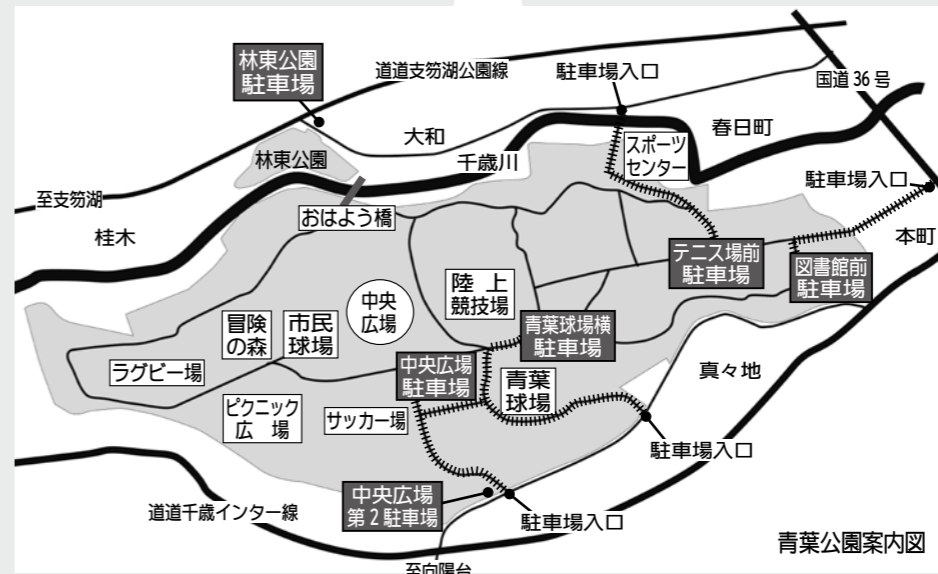 林東公園
駐車場
道道支笏湖公園線
駐車場入口
国道36号
大和
春日町
林東公園
千歳川
スポーツ
センター
駐車場入口
至支笏湖
おはよう橋
桂木
本町
テニス場前
駐車場
図書館前
駐車場
中央
広場
陸上
競技場
冒険
の森
市民
球場
青葉球場横
駐車場
ラグビー場
中央広場
駐車場
青葉
球場
真々地
ピクニック
広場
サッカー場
駐車場入口
中央広場
第2駐車場
道道千歳インター線
駐車場入口
青葉公園案内図
至向陽台